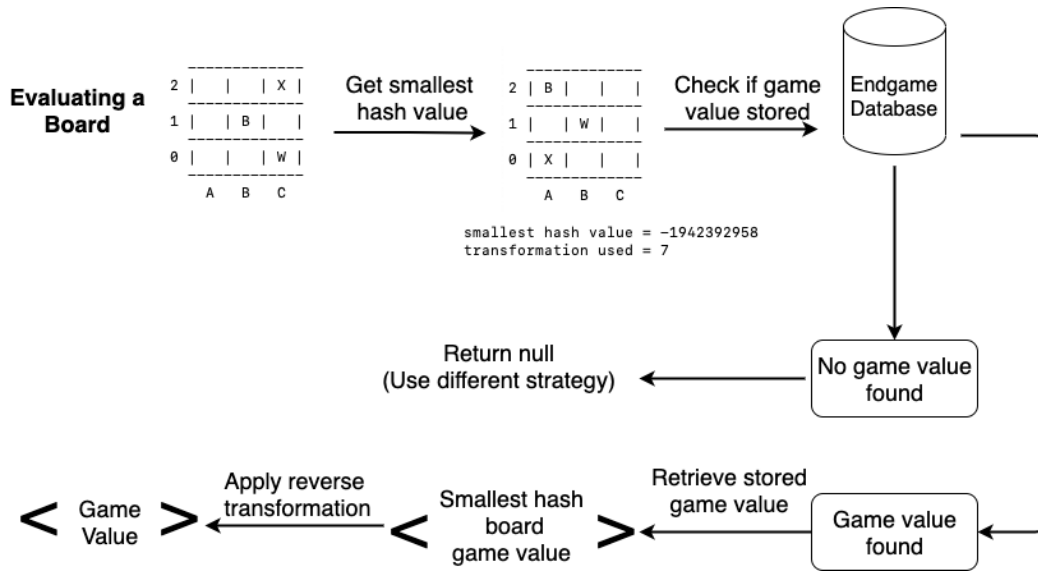 Evaluating a
Board
-------------
2 |   |   | X |
-------------
1 |   | B |   |
-------------
0 |   |   | W |
-------------
A   B   C
Get smallest
hash value
-------------
2 | B |   |   |
-------------
1 |   | W |   |
-------------
0 | X |   |   |
-------------
A   B   C
smallest hash value = -1942392958
transformation used = 7
Check if game
value stored
Endgame
Database
Return null
(Use different strategy)
No game value
found
< Game
Value >
Apply reverse
transformation
< Smallest hash
board
game value >
Retrieve stored
game value
Game value
found